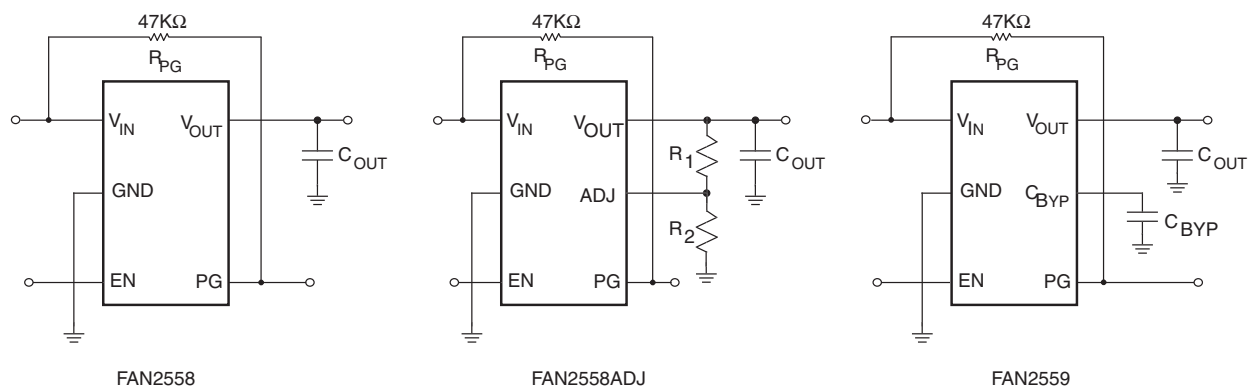 47KΩ
RPG
VIN
VOUT
COUT
GND
EN
PG
FAN2558
47KΩ
RPG
VIN
VOUT
R1
COUT
GND
ADJ
R2
EN
PG
FAN2558ADJ
47KΩ
RPG
VIN
VOUT
COUT
GND
CBYP
CBYP
EN
PG
FAN2559